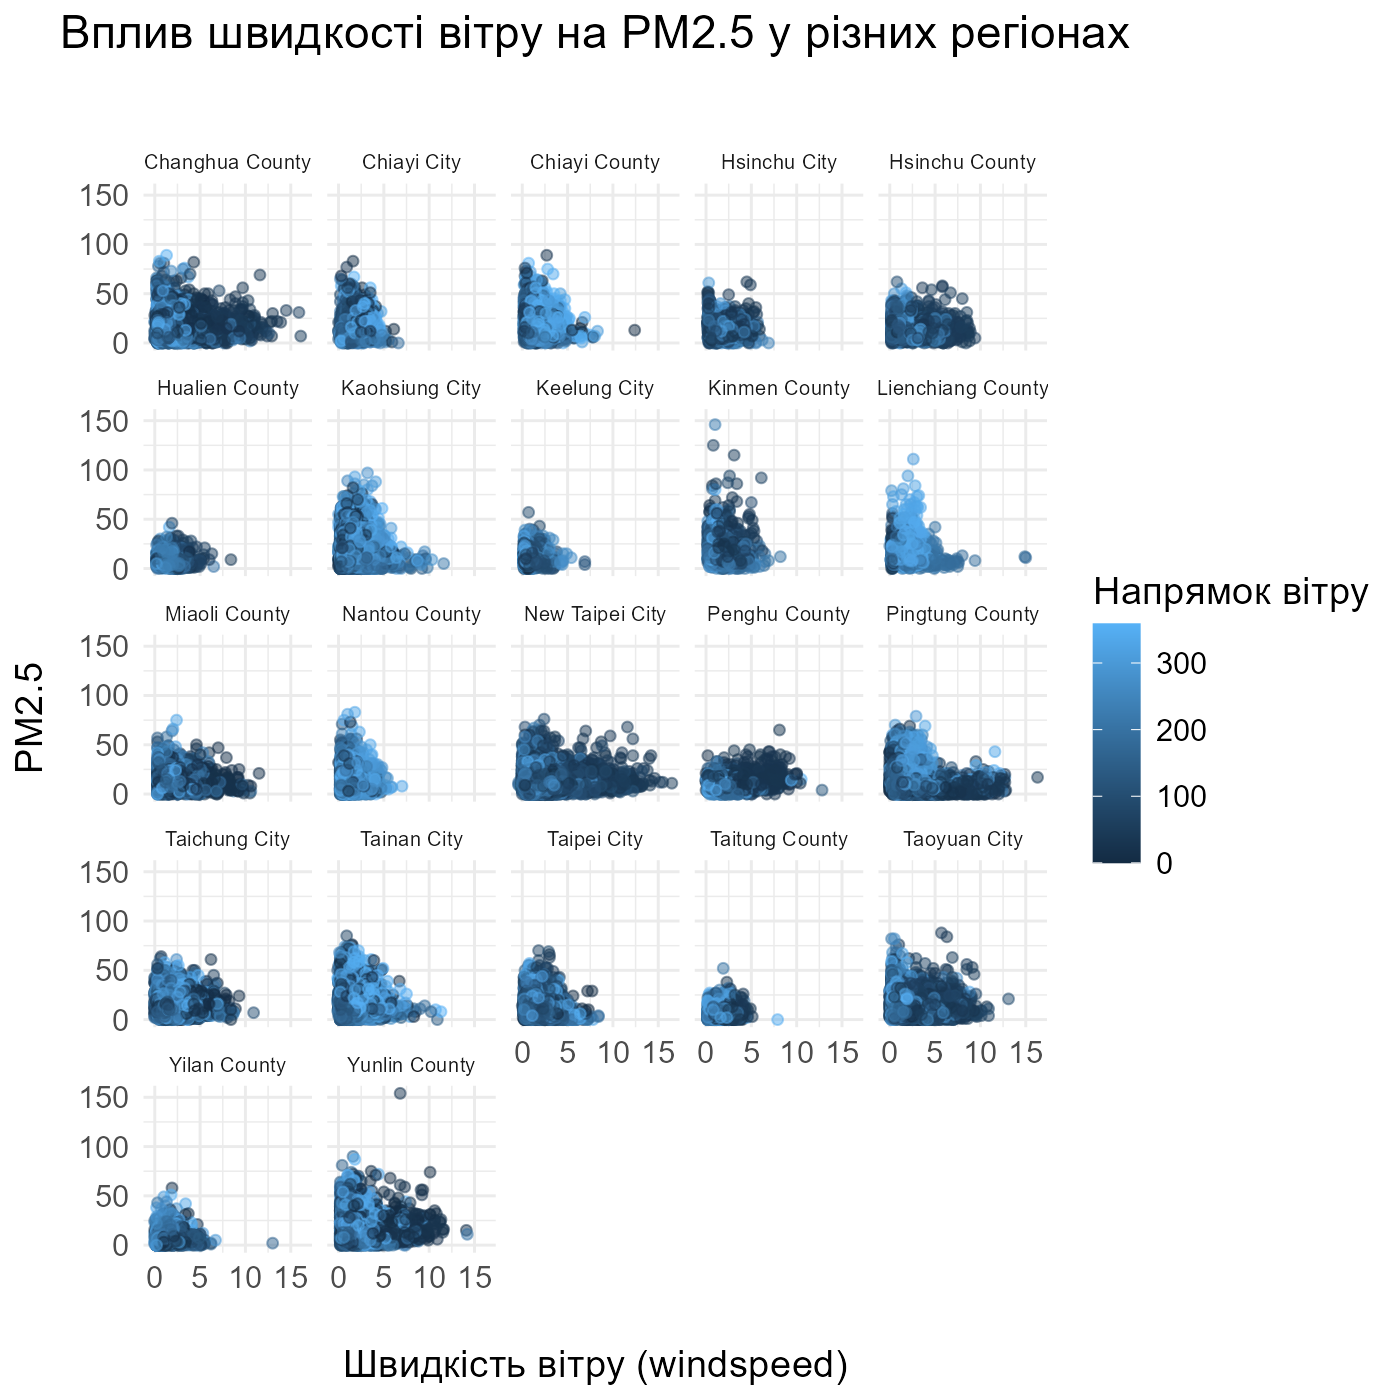 Вплив швидкості вітру на PM2.5 у різних регіонах
Changhua County Chiayi City Chiayi County Hsinchu City Hsinchu County
150
100
50
0
Hualien County Kaohsiung City Keelung City Kinmen County Lienchiang County
150
100
50
0
Miaoli County Nantou County New Taipei City Penghu County Pingtung County
150
100
50
0
Taichung City Tainan City Taipei City Taitung County Taoyuan City
150
100
50
0
0 5 10 15 0 5 10 15 0 5 10 15
Yilan County Yunlin County
150
100
50
0
0 5 10 15 0 5 10 15
PM2.5
Швидкість вітру (windspeed)
Напрямок вітру
300
200
100
0